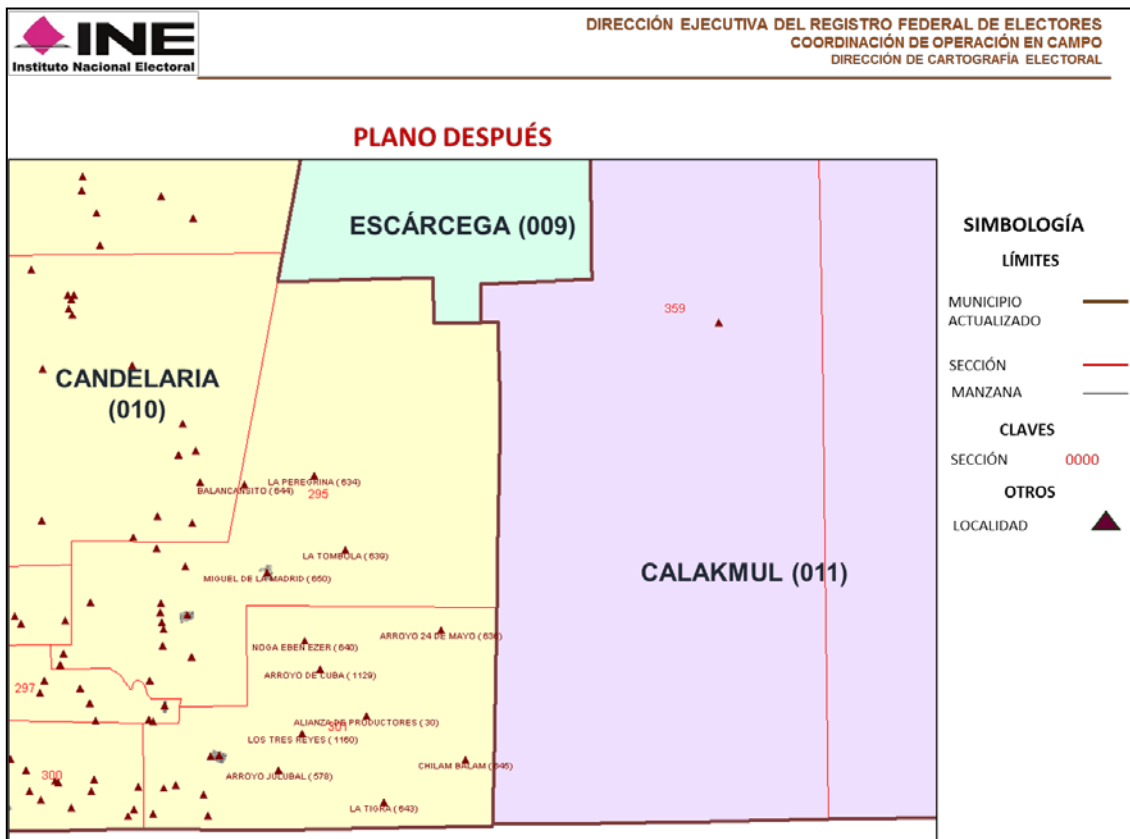 INE
Instituto Nacional Electoral
DIRECCIÓN EJECUTIVA DEL REGISTRO FEDERAL DE ELECTORES
COORDINACIÓN DE OPERACIÓN EN CAMPO
DIRECCIÓN DE CARTOGRAFÍA ELECTORAL
PLANO DESPUÉS
ESCÁRCEGA (009)
359
CANDELARIA
(010)
LA PEREGRINA (634)
BALANCANSITO (644)
295
LA TOMBOLA (639)
MIGUEL DE LA MADRID (650)
CALAKMUL (011)
ARROYO 24 DE MAYO (636)
NOGA EBEN EZER (640)
ARROYO DE CUBA (1129)
297
ALIANZA DE PRODUCTORES (30)
301
LOS TRES REYES (1160)
CHILAM BALAM (645)
300
ARROYO JULUBAL (578)
LA TIGRA (643)
SIMBOLOGÍA
LÍMITES
MUNICIPIO
ACTUALIZADO
SECCIÓN
MANZANA
CLAVES
SECCIÓN 0000
OTROS
LOCALIDAD